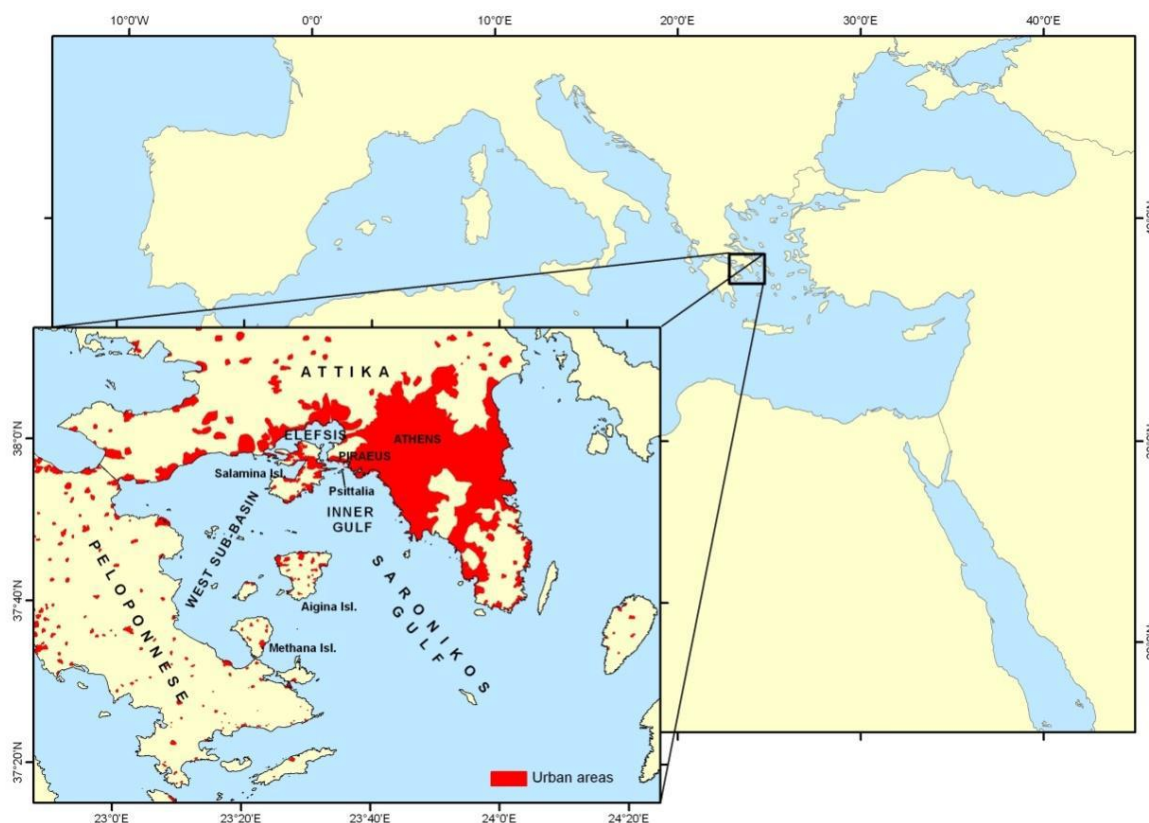 10°0'W 0°0' 10°0'E 20°0'E 30°0'E 40°0'E
ATTIKA
ELEFSIS
ATHENS
PIRAEUS
Salamina Isl.
Psittalia
INNER
GULF
WEST SUB-BASIN
SARONIKOS
GULF
PELOPONNESE
Aigina Isl.
Methana Isl.
Urban areas
38°0'N
37°40'N
37°20'N
23°0'E 23°20'E 23°40'E 24°0'E 24°20'E